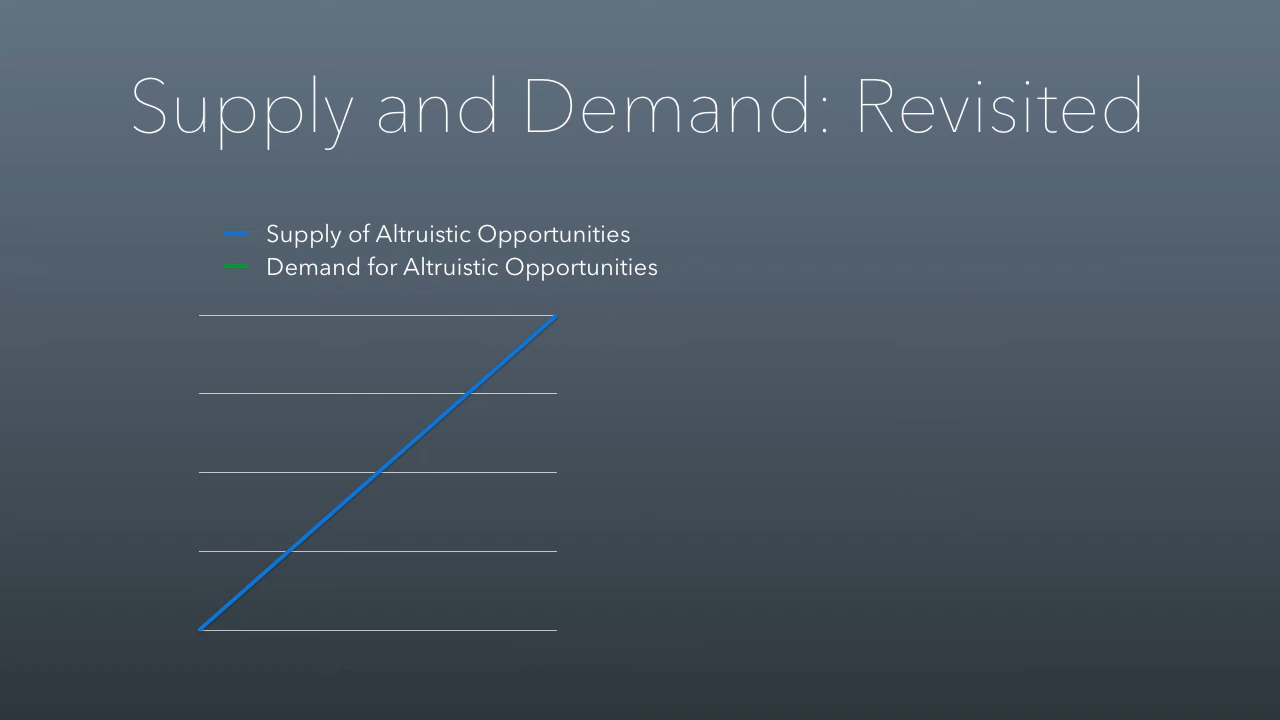 Supply and Demand: Revisited
Supply of Altruistic Opportunities
Demand for Altruistic Opportunities